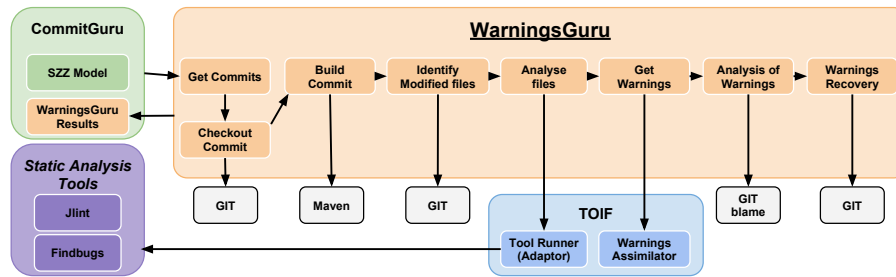 CommitGuru
SZZ Model
WarningsGuru
Results
WarningsGuru
Get Commits
Checkout
Commit
Build
Commit
Identify
Modified files
Analyse
files
Get
Warnings
Analysis of
Warnings
Warnings
Recovery
Static Analysis
Tools
Jlint
Findbugs
GIT
Maven
GIT
GIT
blame
GIT
TOIF
Tool Runner
(Adaptor)
Warnings
Assimilator